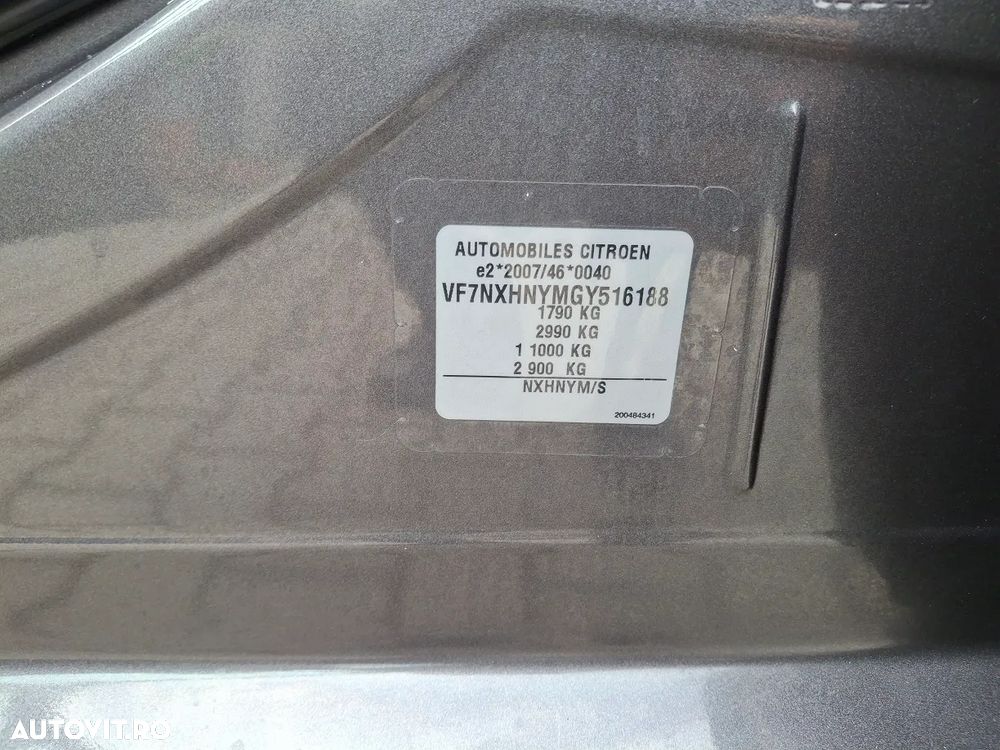 AUTOMOBILES CITROEN
e2*2007/46*0040
VF7NXHNYMGY516188
1790 KG
2990 KG
1 1000 KG
2 900 KG
NXHNYM/S
200484341
AUTOVIT.RO